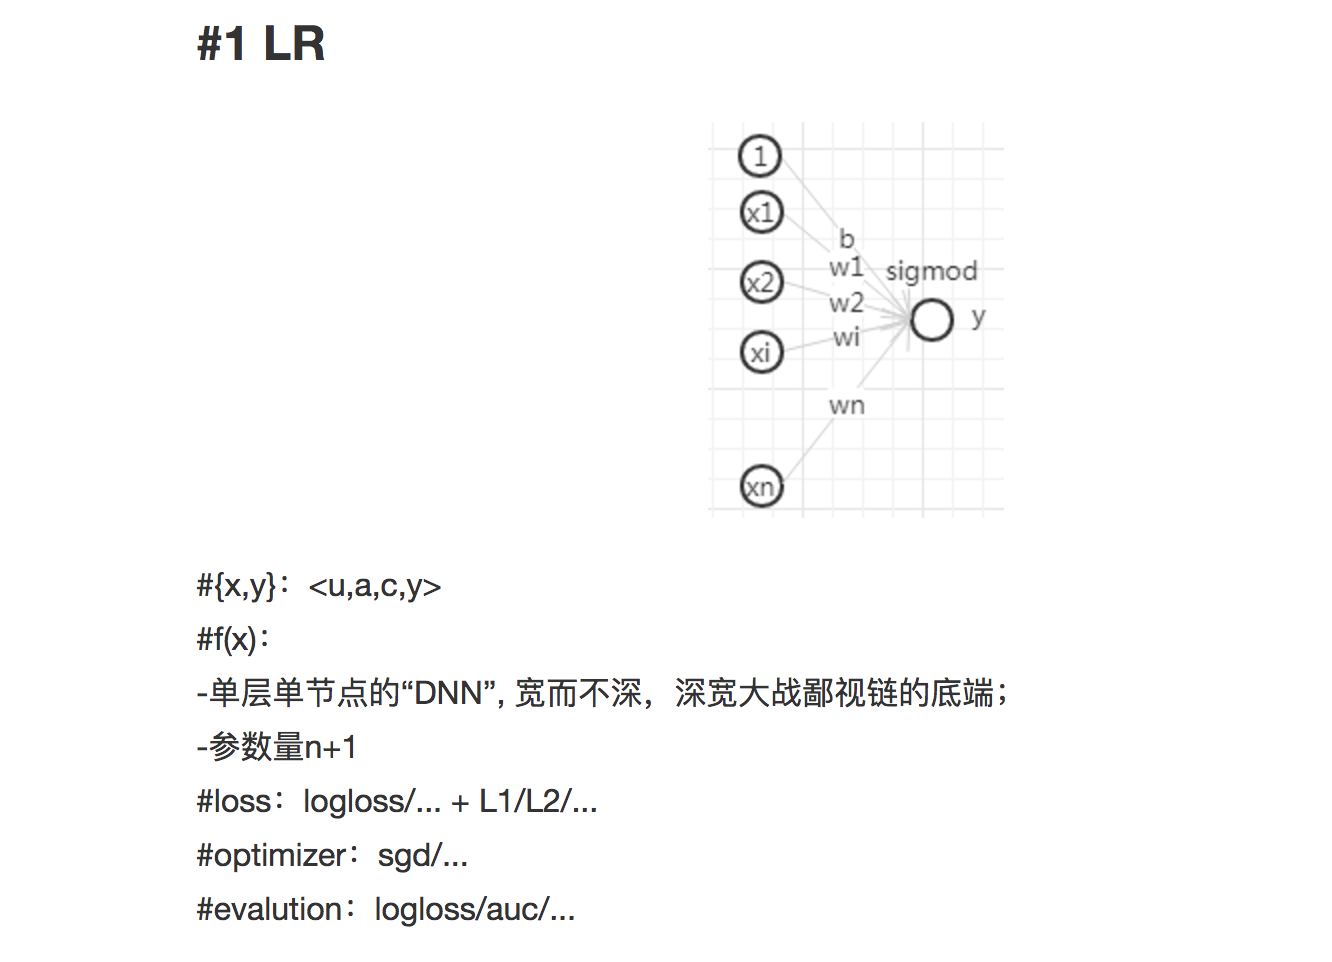 #1 LR
1
x1
b
w1
sigmod
x2
w2
y
wi
xi
wn
xn
#{x,y}：<u,a,c,y>
#f(x)：
-单层单节点的“DNN”, 宽而不深，深宽大战鄙视链的底端；
-参数量n+1
#loss：logloss/... + L1/L2/...
#optimizer：sgd/...
#evalution：logloss/auc/...